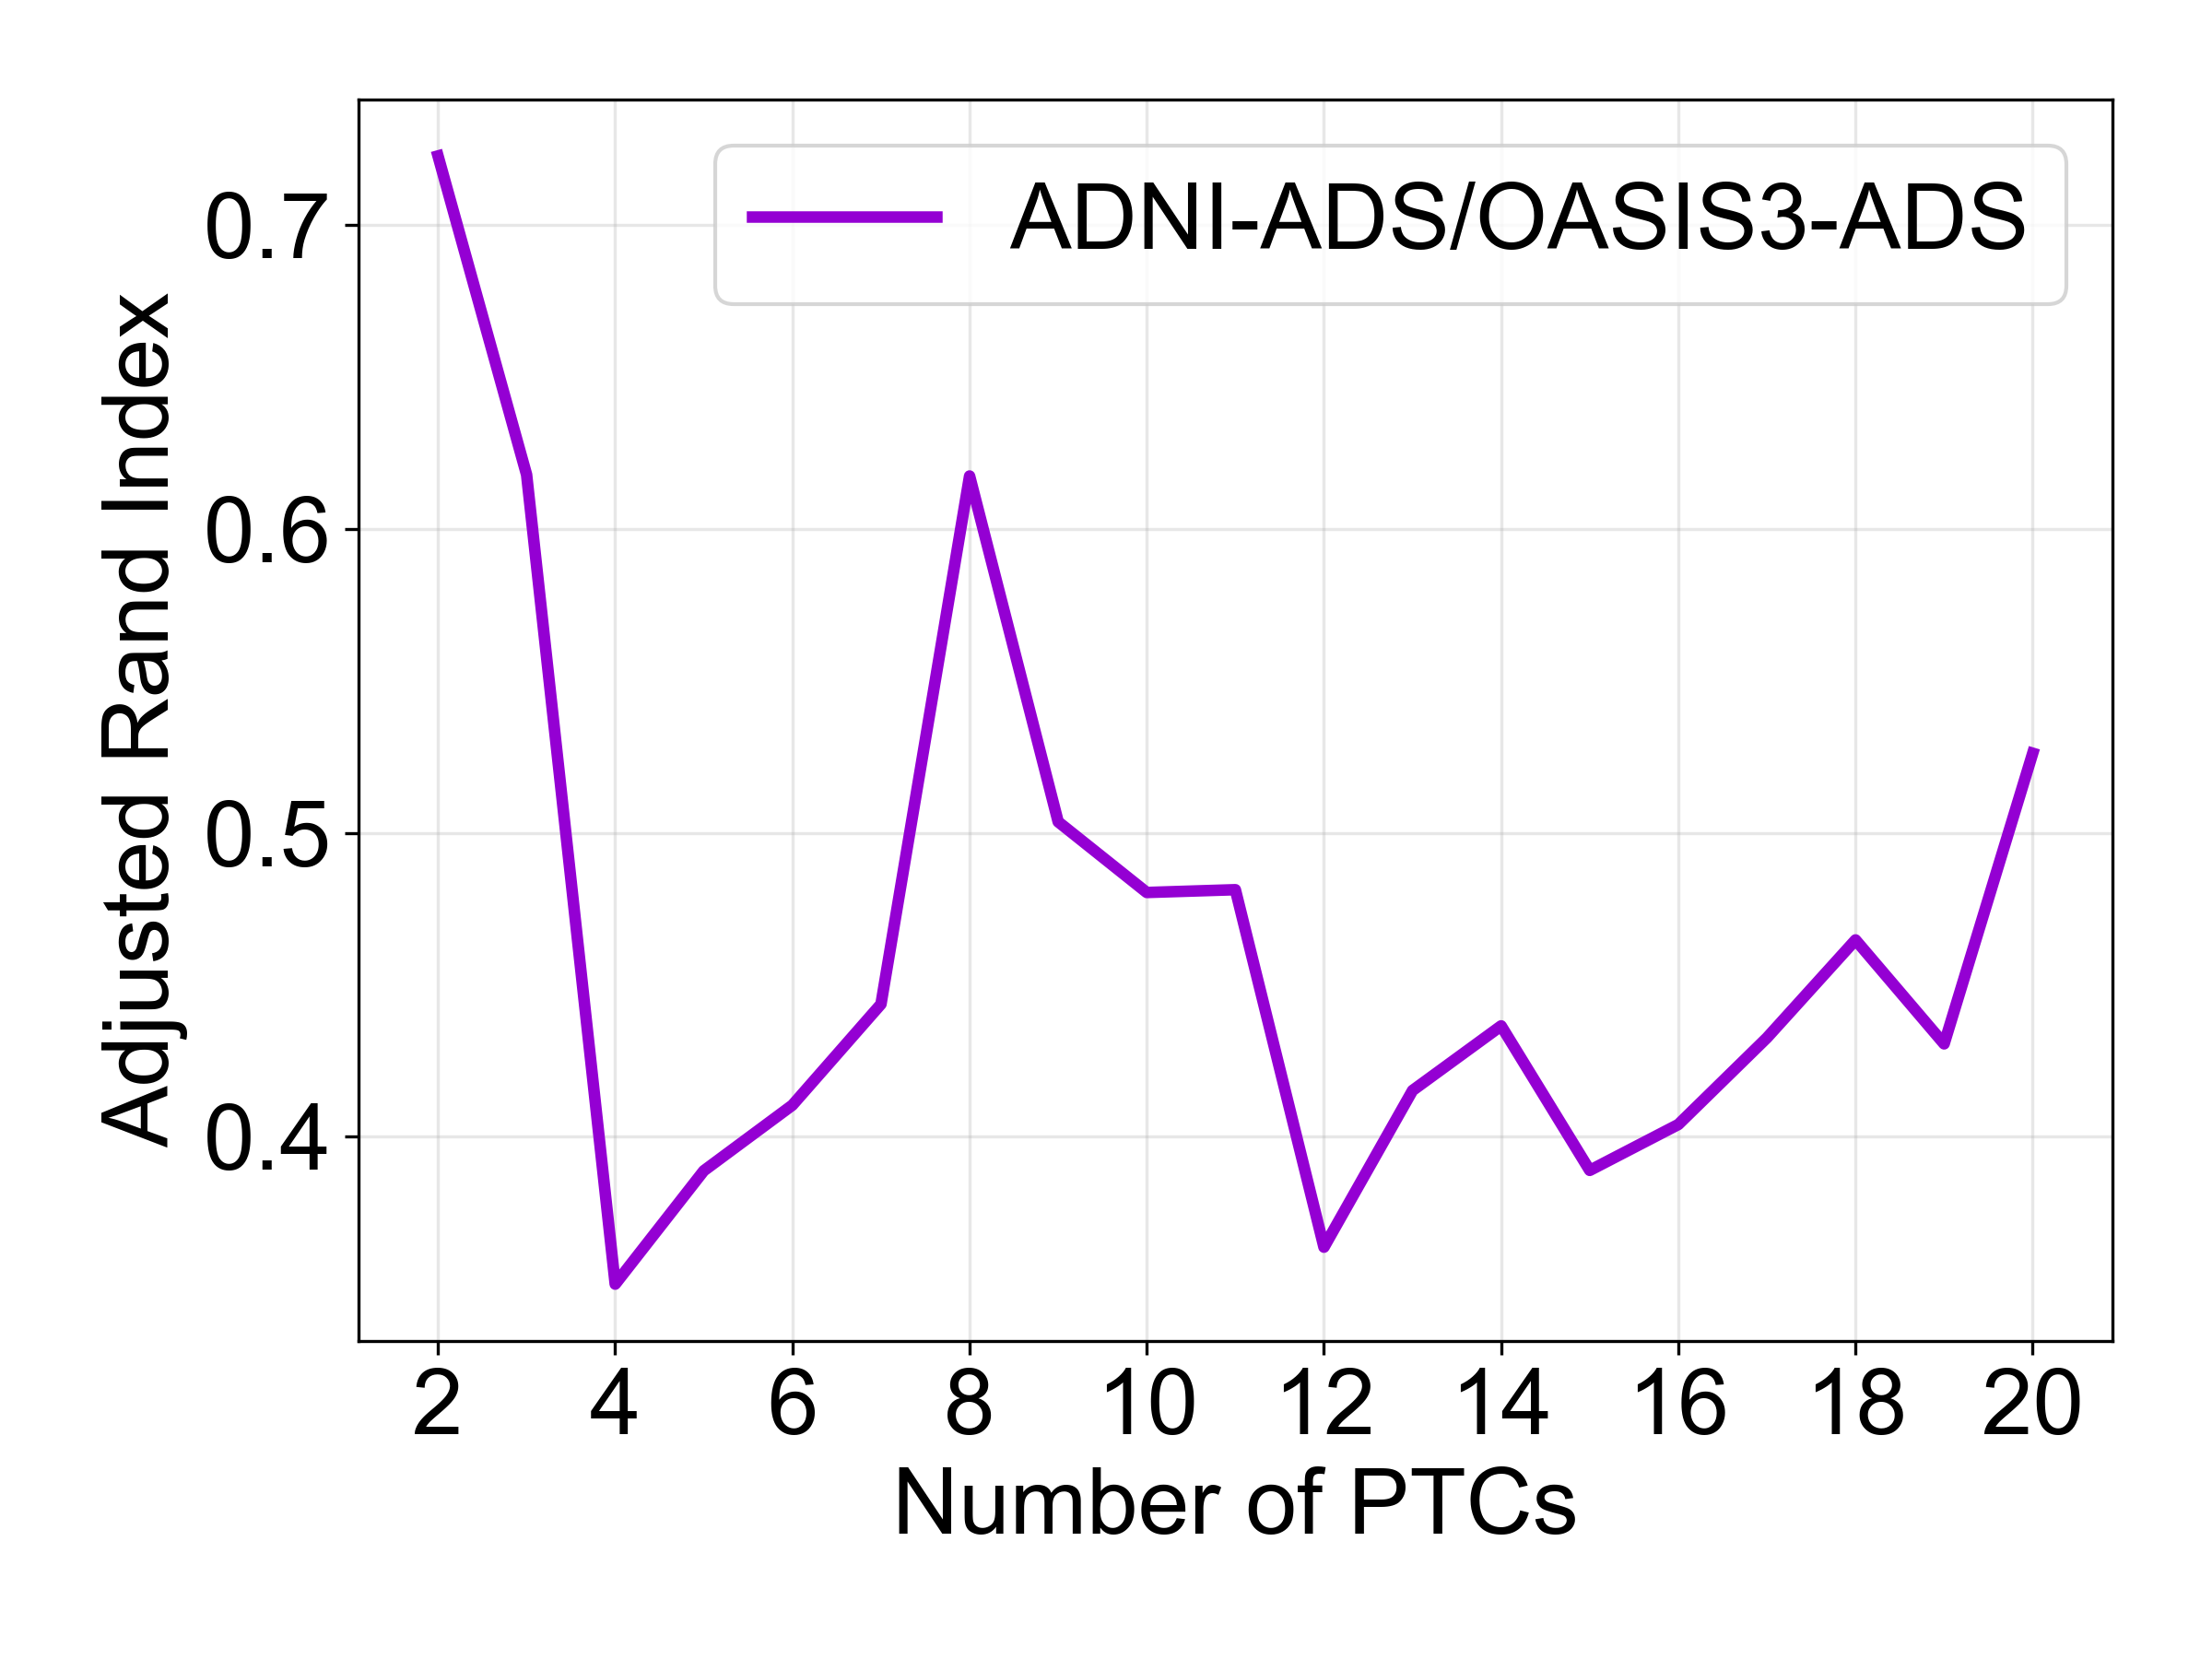 ADNI-ADS/OASIS3-ADS
Adjusted Rand Index
0.7
0.6
0.5
0.4
2 4 6 8 10 12 14 16 18 20
Number of PTCs